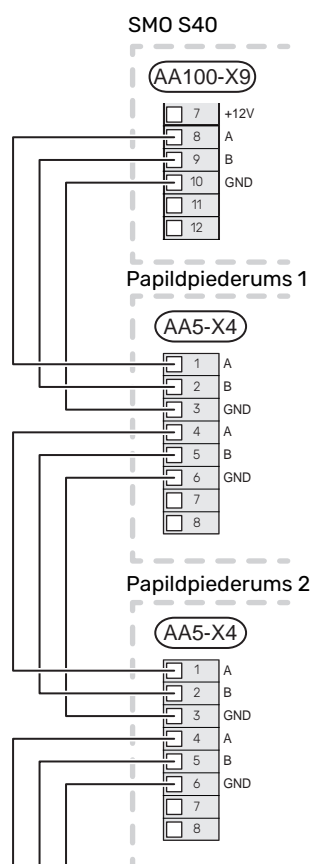 SMO S40
AA100-X9
7 +12V
8 A
9 B
10 GND
11
12
Papildpiederums 1
AA5-X4
1 A
2 B
3 GND
4 A
5 B
6 GND
7
8
Papildpiederums 2
AA5-X4
1 A
2 B
3 GND
4 A
5 B
6 GND
7
8